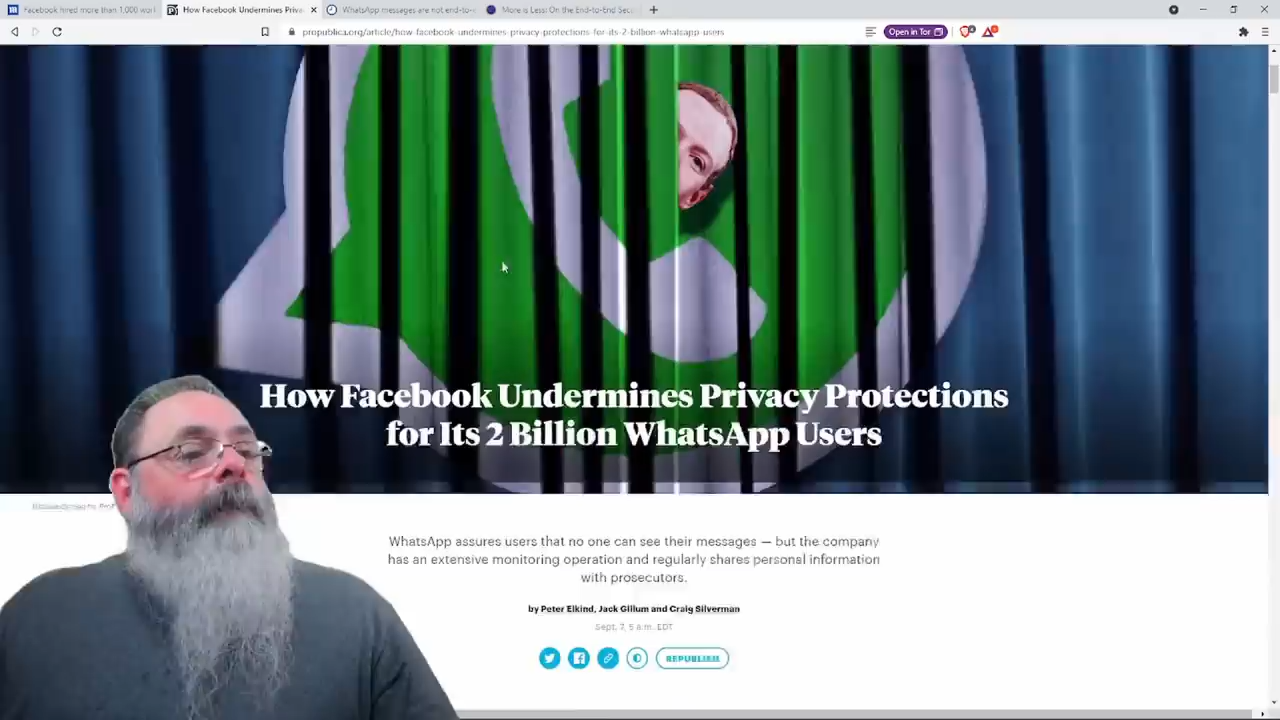 Facebook hired more than 1,000 worl
How Facebook Undermines Priva
WhatsApp messages are not end-to-
More is Less: On the End-to-End Sec
propublica.org/article/how-facebook-undermines-privacy-protections-for-its-2-billion-whatsapp-users
Open in Tor
How Facebook Undermines Privacy Protections
for Its 2 Billion WhatsApp Users
WhatsApp assures users that no one can see their messages — but the company
has an extensive monitoring operation and regularly shares personal information
with prosecutors.
by Peter Elkind, Jack Gillum and Craig Silverman
Sept. 7, 5 a.m. EDT
REPUBLISH